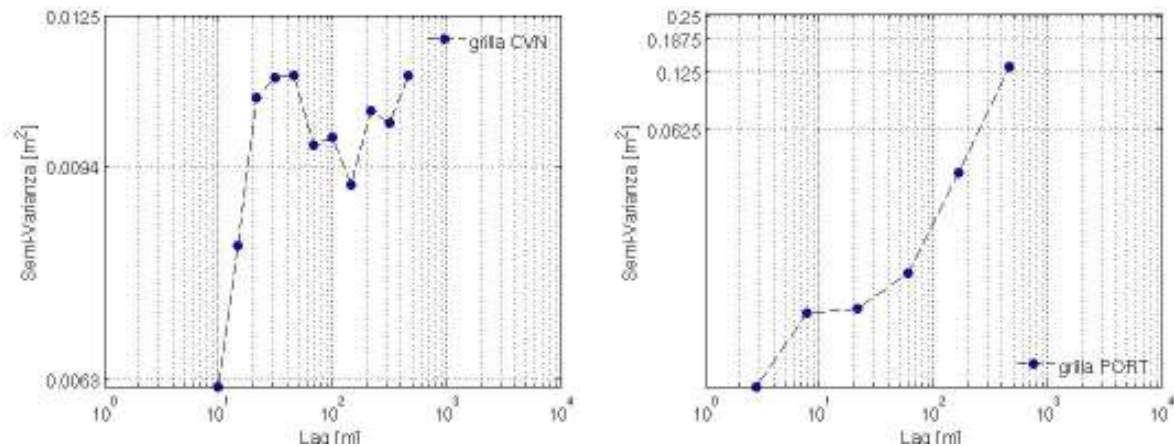 0.0125
0.0094
0.0068
Semi-Varianza [m²]
grilla CVN
10⁰ 10¹ 10² 10³ 10⁴
Lag [m]
0.25
0.1875
0.125
0.0625
Semi-Varianza [m²]
grilla PORT
10⁰ 10¹ 10² 10³ 10⁴
Lag [m]